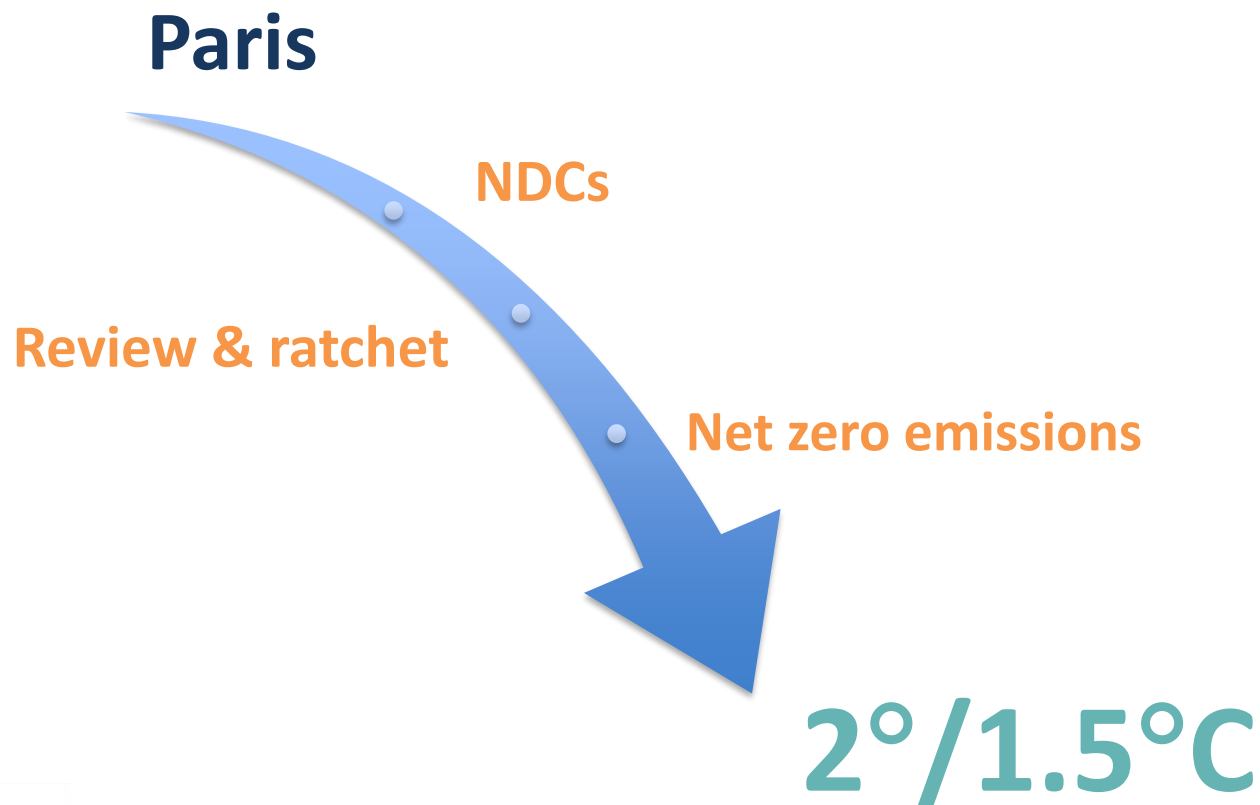 Paris
NDCs
Review & ratchet
Net zero emissions
2°/1.5°C